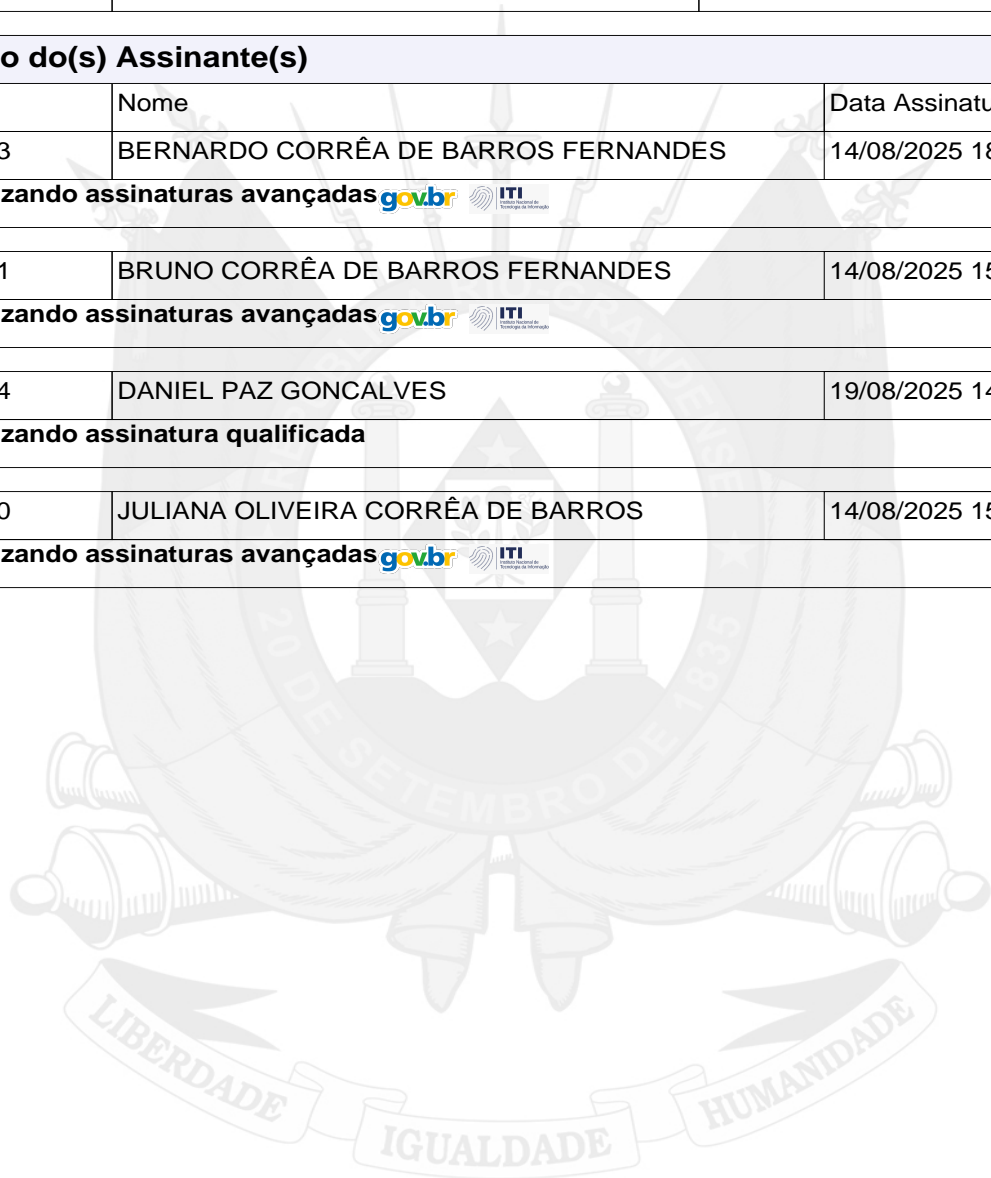 o do(s) Assinante(s)
Nome Data Assinatu
3 BERNARDO CORRÊA DE BARROS FERNANDES 14/08/2025 18
zando assinaturas avançadas gov.br ITI
1 BRUNO CORRÊA DE BARROS FERNANDES 14/08/2025 15
zando assinaturas avançadas gov.br ITI
4 DANIEL PAZ GONCALVES 19/08/2025 14
zando assinatura qualificada
0 JULIANA OLIVEIRA CORRÊA DE BARROS 14/08/2025 15
zando assinaturas avançadas gov.br ITI
20 DE SETEMBRO DE 1835
LIBERDADE IGUALDADE HUMANIDADE